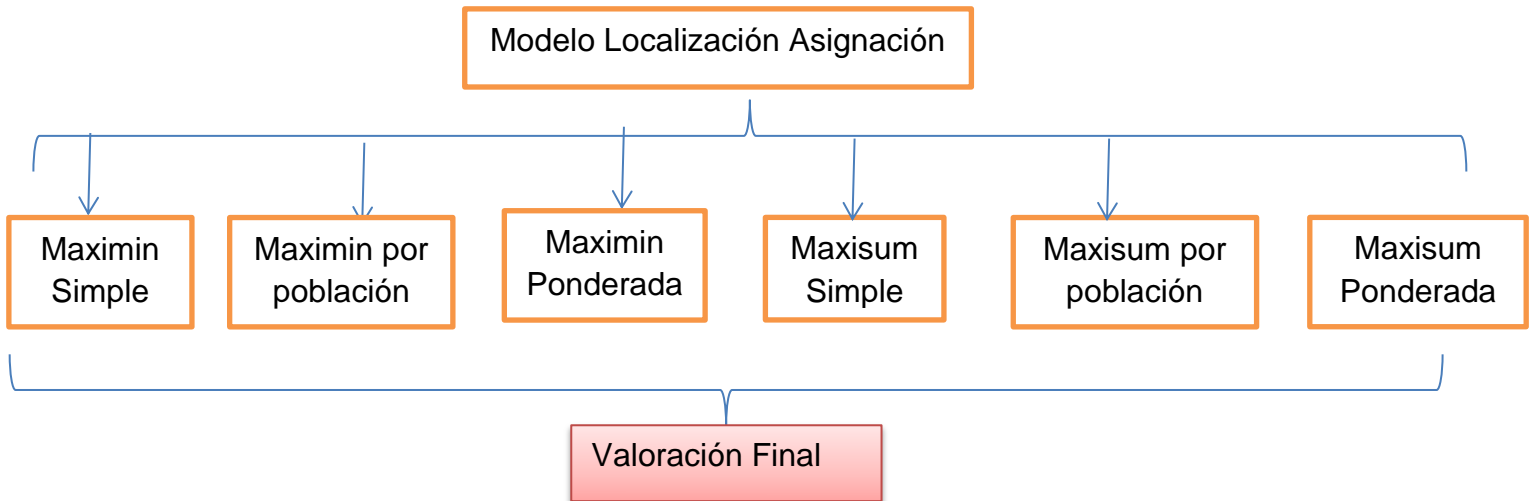 Modelo Localización Asignación
Maximin
Simple
Maximin por
población
Maximin
Ponderada
Maxisum
Simple
Maxisum por
población
Maxisum
Ponderada
Valoración Final